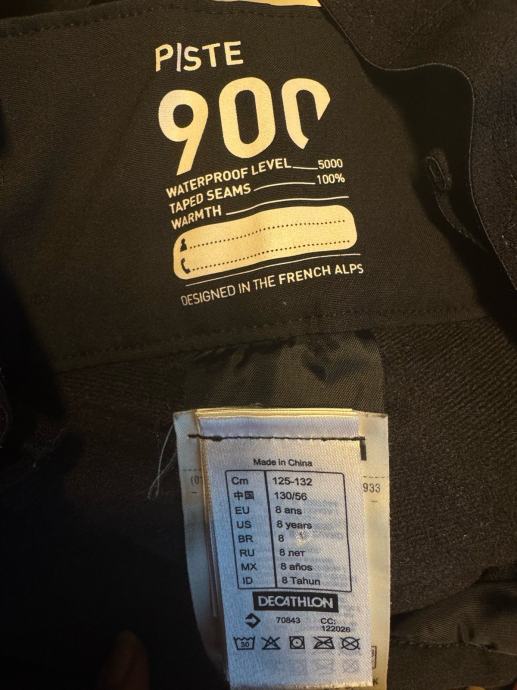 PISTE
900
WATERPROOF LEVEL 5000
TAPED SEAMS 100%
WARMTH
DESIGNED IN THE FRENCH ALPS
Made in China
Cm 125-132
中国 130/56
EU 8 ans
US 8 years
BR 8
RU 8 лет
MX 8 años
ID 8 Tahun
933
DECATHLON
70843 CC:
122026
30